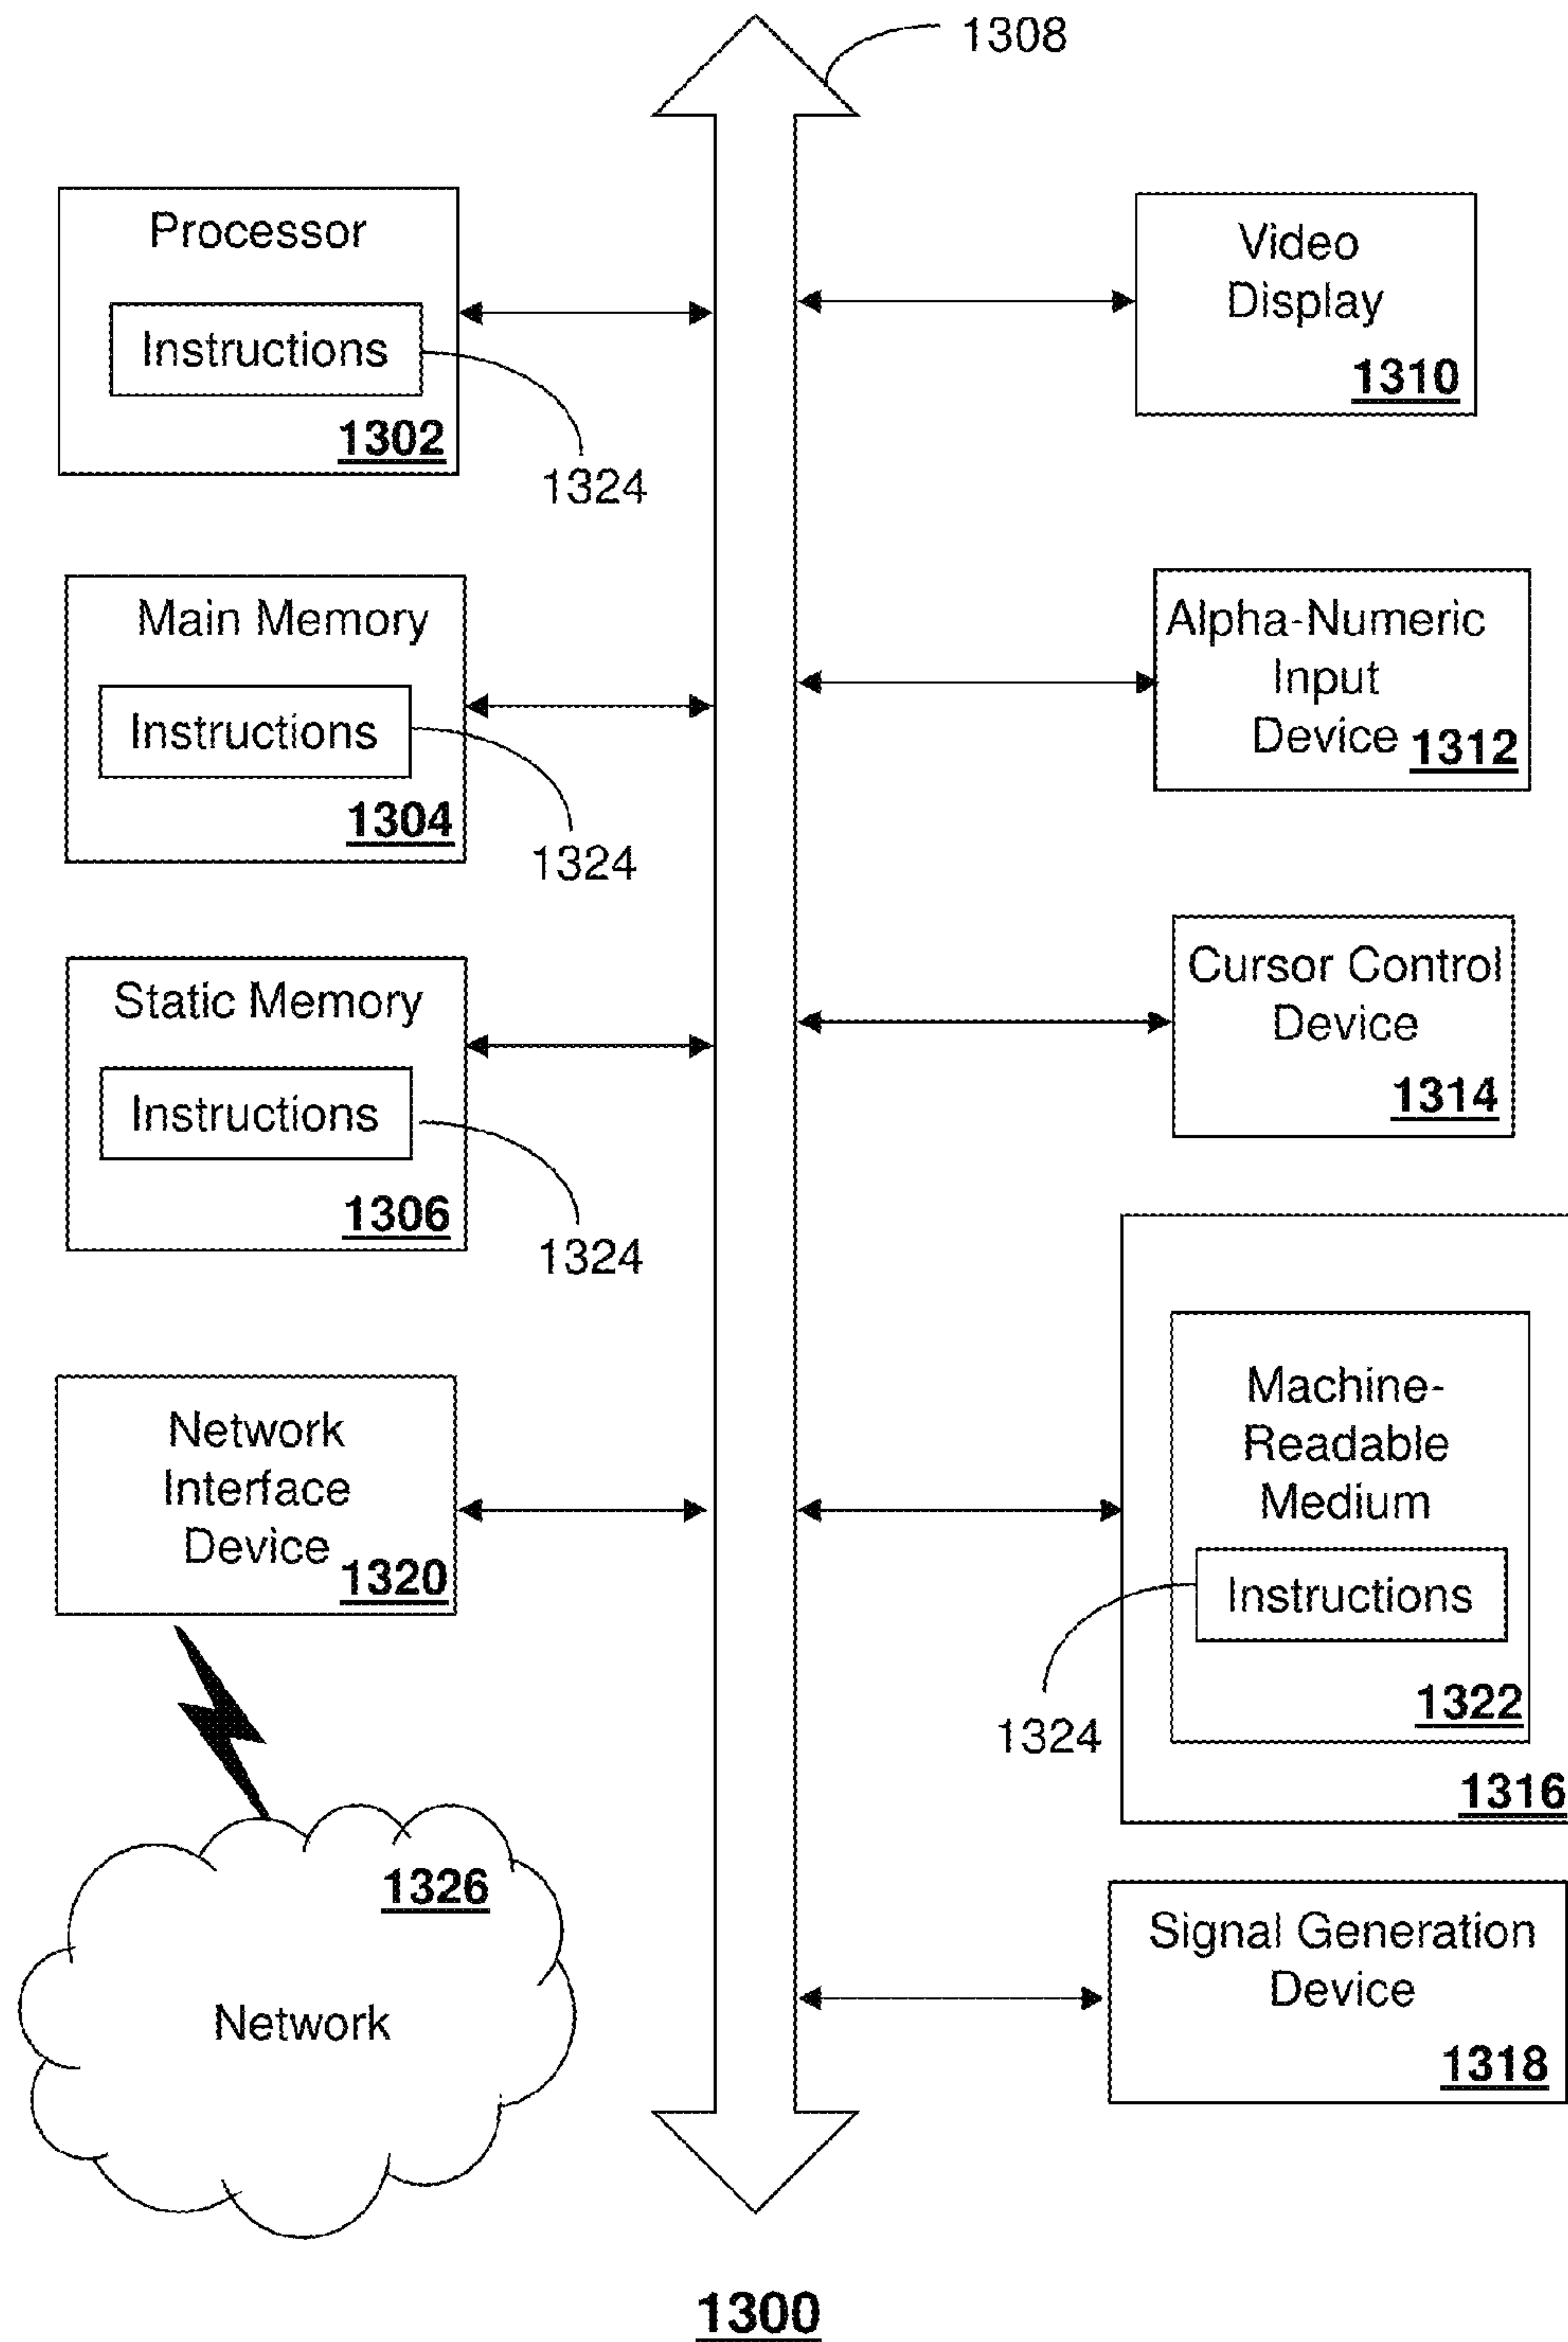 1308
Processor
Instructions
1302
1324
Main Memory
Instructions
1304
1324
Static Memory
Instructions
1306
1324
Network
Interface
Device
1320
1326
Network
Video
Display
1310
Alpha-Numeric
Input
Device
1312
Cursor Control
Device
1314
Machine-
Readable
Medium
Instructions
1322
1324
1316
Signal Generation
Device
1318
1300